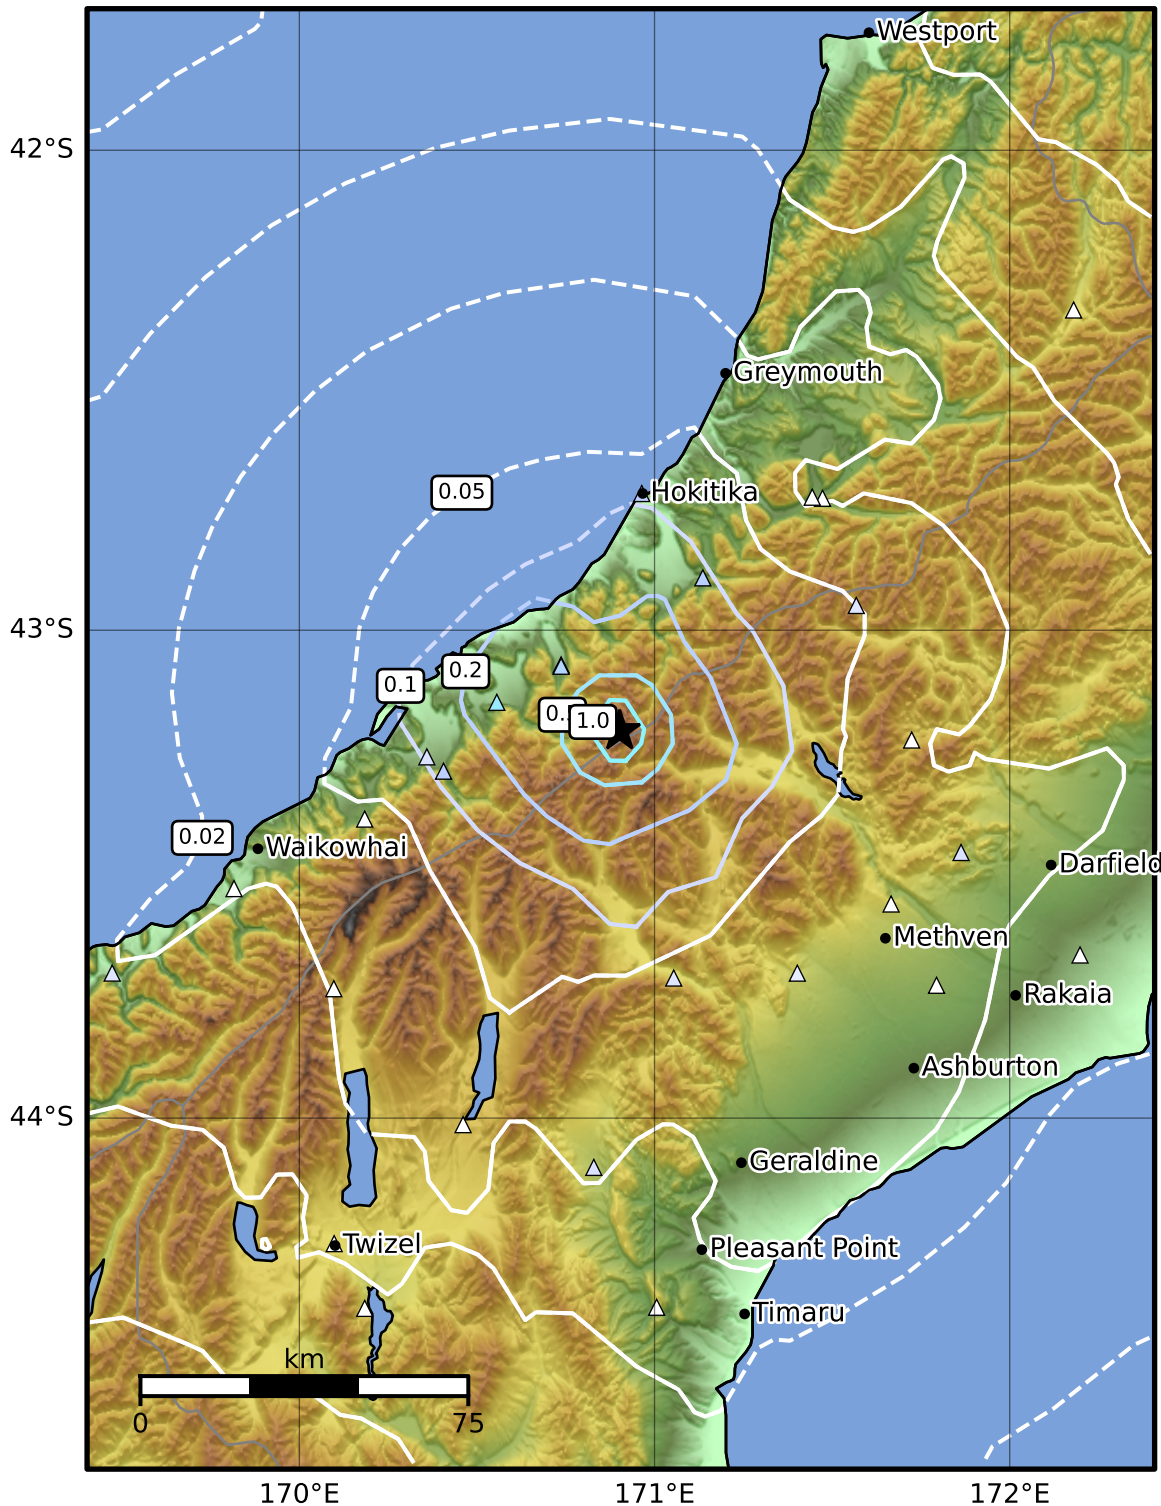 Westport
42°S
Greymouth
0.05
Hokitika
43°S
0.2
0.1
1.0
0.02
Waikowhai
Darfield
Methven
Rakaia
Ashburton
44°S
Geraldine
Twizel
Pleasant Point
Timaru
km
0 75
170°E 171°E 172°E